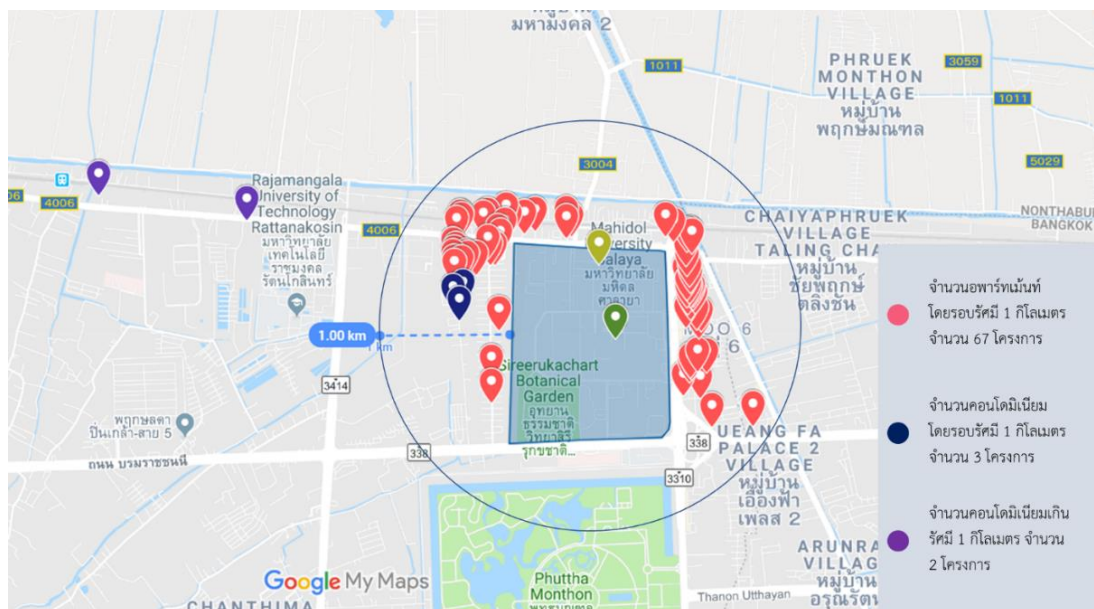 หมู่บ้าน
มหามงคล 2
1011
3059
PHRUEK
MONTHON
VILLAGE
หมู่บ้าน
พฤกษ์มณฑล
1011
3004
5029
4006
Rajamangala
University of
Technology
Rattanakosin
มหาวิทยาลัย
เทคโนโลยี
ราชมงคล
รัตนโกสินทร์
4006
Mahidol
มหาวิทยาลัย
มหิดล
ศาลายา
CHAIYAPHRUEK
VILLAGE
TALING CHA
หมู่บ้าน
ชัยพฤกษ์
ตลิ่งชัน
NONTHABU
BANGKOK
1.00 km
1 km
3414
Sireerukachart
Botanical
Garden
อุทยาน
ธรรมชาติ
วิทยาสิรี
รุกขชาติ...
พฤกษลดา
ปิ่นเกล้า-สาย 5
ถนน บรมราชชนนี
338
338
3310
UEANG FA
PALACE 2
VILLAGE
หมู่บ้าน
เอื้องฟ้า
เพลส 2
ARUNRA
VILLAG
หมู่บ้าน
อรุณรัตน
Phuttha
Monthon
Thanon Utthayan
CHANTHIMA
Google My Maps
จำนวนอพาร์ทเม้นท์
โดยรอบรัศมี 1 กิโลเมตร
จำนวน 67 โครงการ
จำนวนคอนโดมิเนียม
โดยรอบรัศมี 1 กิโลเมตร
จำนวน 3 โครงการ
จำนวนคอนโดมิเนียมเกิน
รัศมี 1 กิโลเมตร จำนวน
2 โครงการ